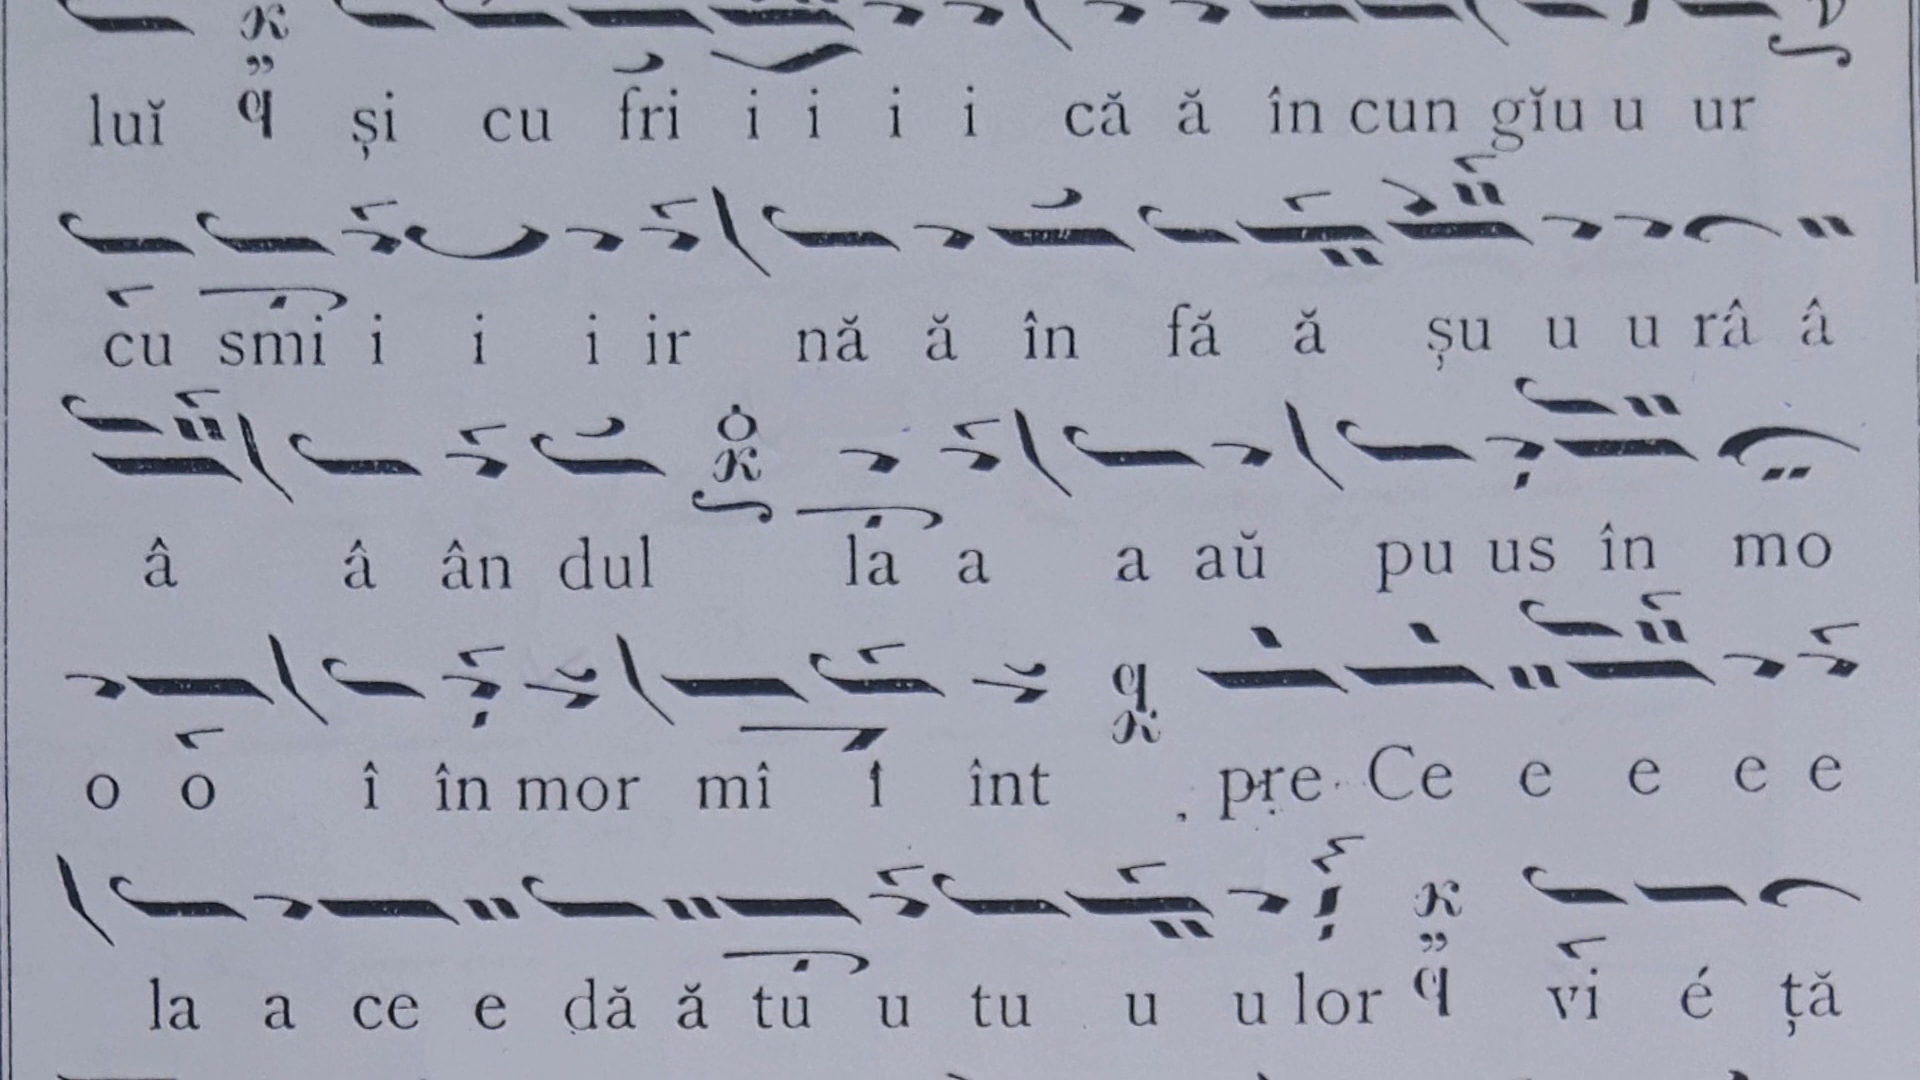 luĭ și cu fri i i i i că ă în cun gĭu u ur
cu smi i i i ir nă ă în fă ă șu u u râ â
â â ân dul la a a aŭ pu us în mo
o o î în mor mî î înt pre Ce e e e e
la a ce e dă ă tu u tu u u lor vi é ță